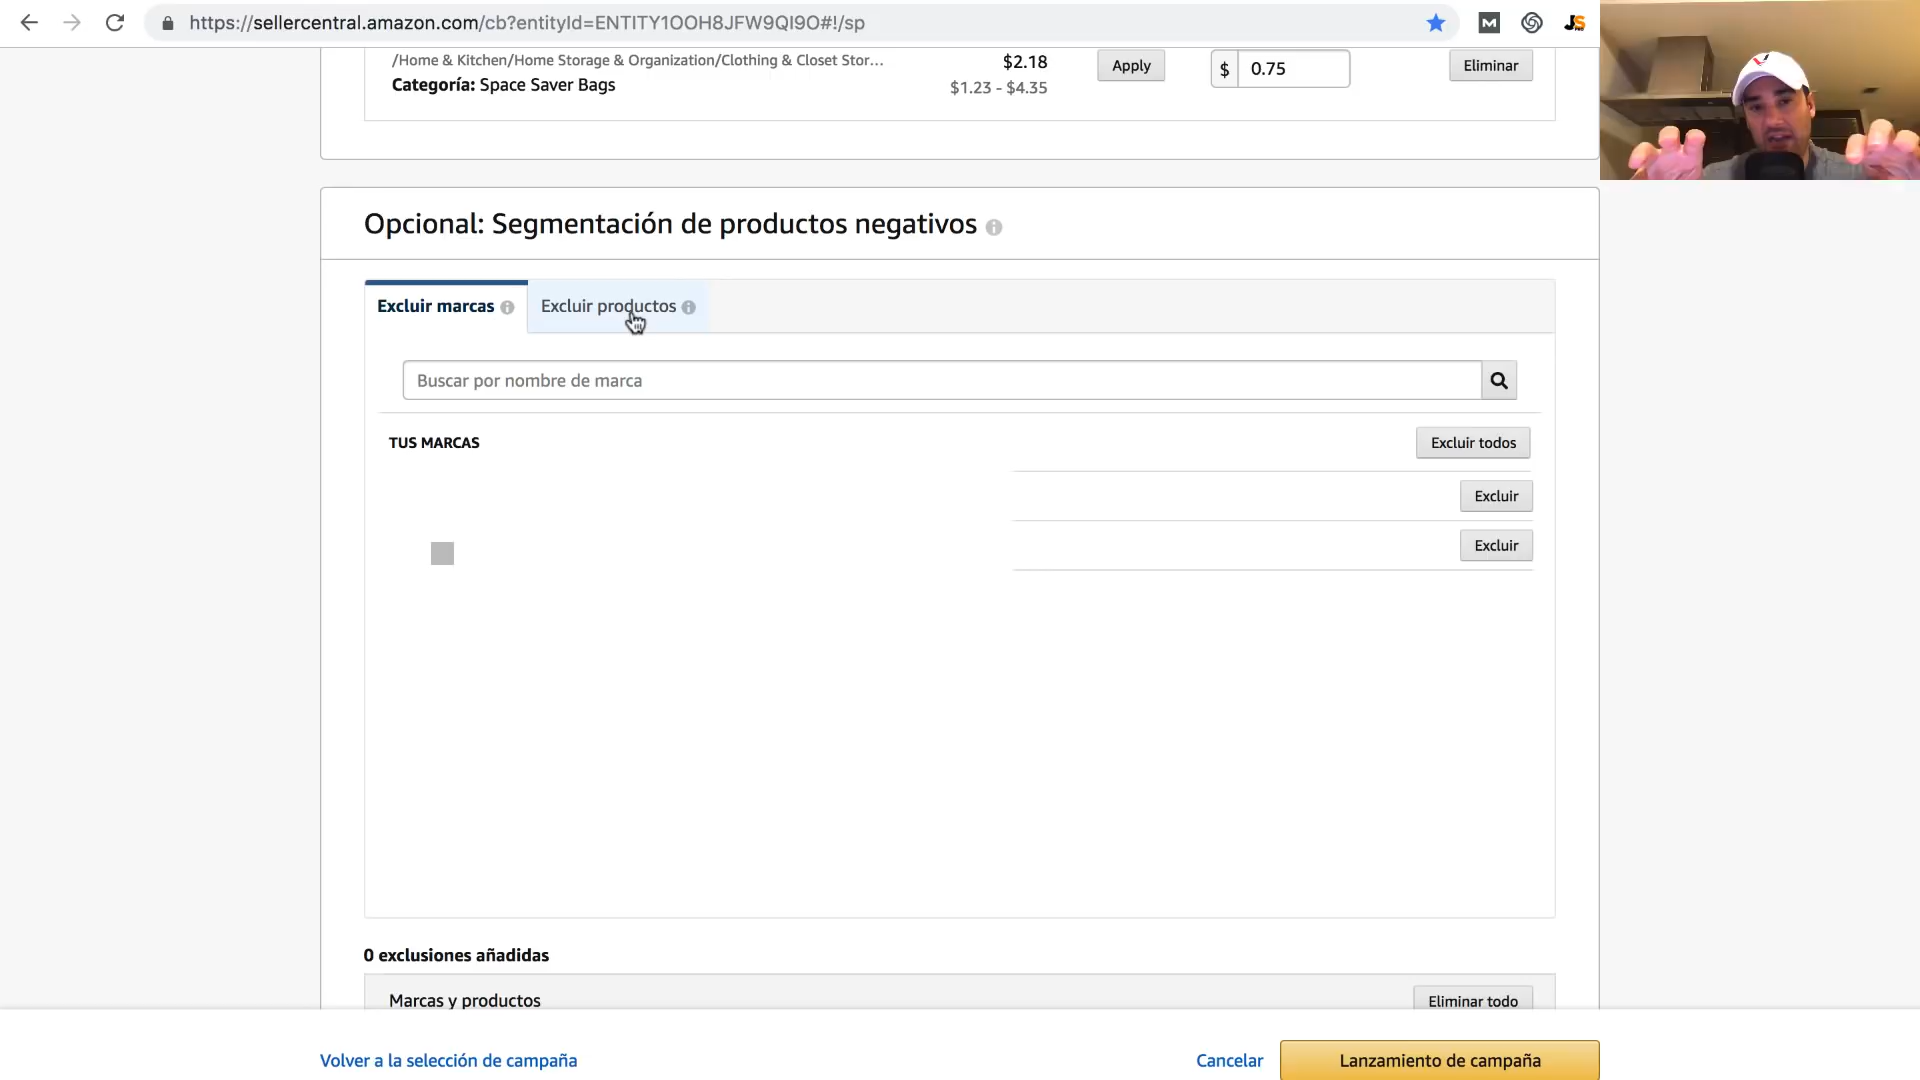 https://sellercentral.amazon.com/cb?entityId=ENTITY1OOH8JFW9QI9O#!/sp
/Home & Kitchen/Home Storage & Organization/Clothing & Closet Stor...
$2.18
Apply
$ 0.75
Eliminar
Categoría: Space Saver Bags
$1.23 - $4.35
Opcional: Segmentación de productos negativos
Excluir marcas
Excluir productos
Buscar por nombre de marca
TUS MARCAS
Excluir todos
Excluir
Excluir
0 exclusiones añadidas
Marcas y productos
Eliminar todo
Volver a la selección de campaña
Cancelar
Lanzamiento de campaña